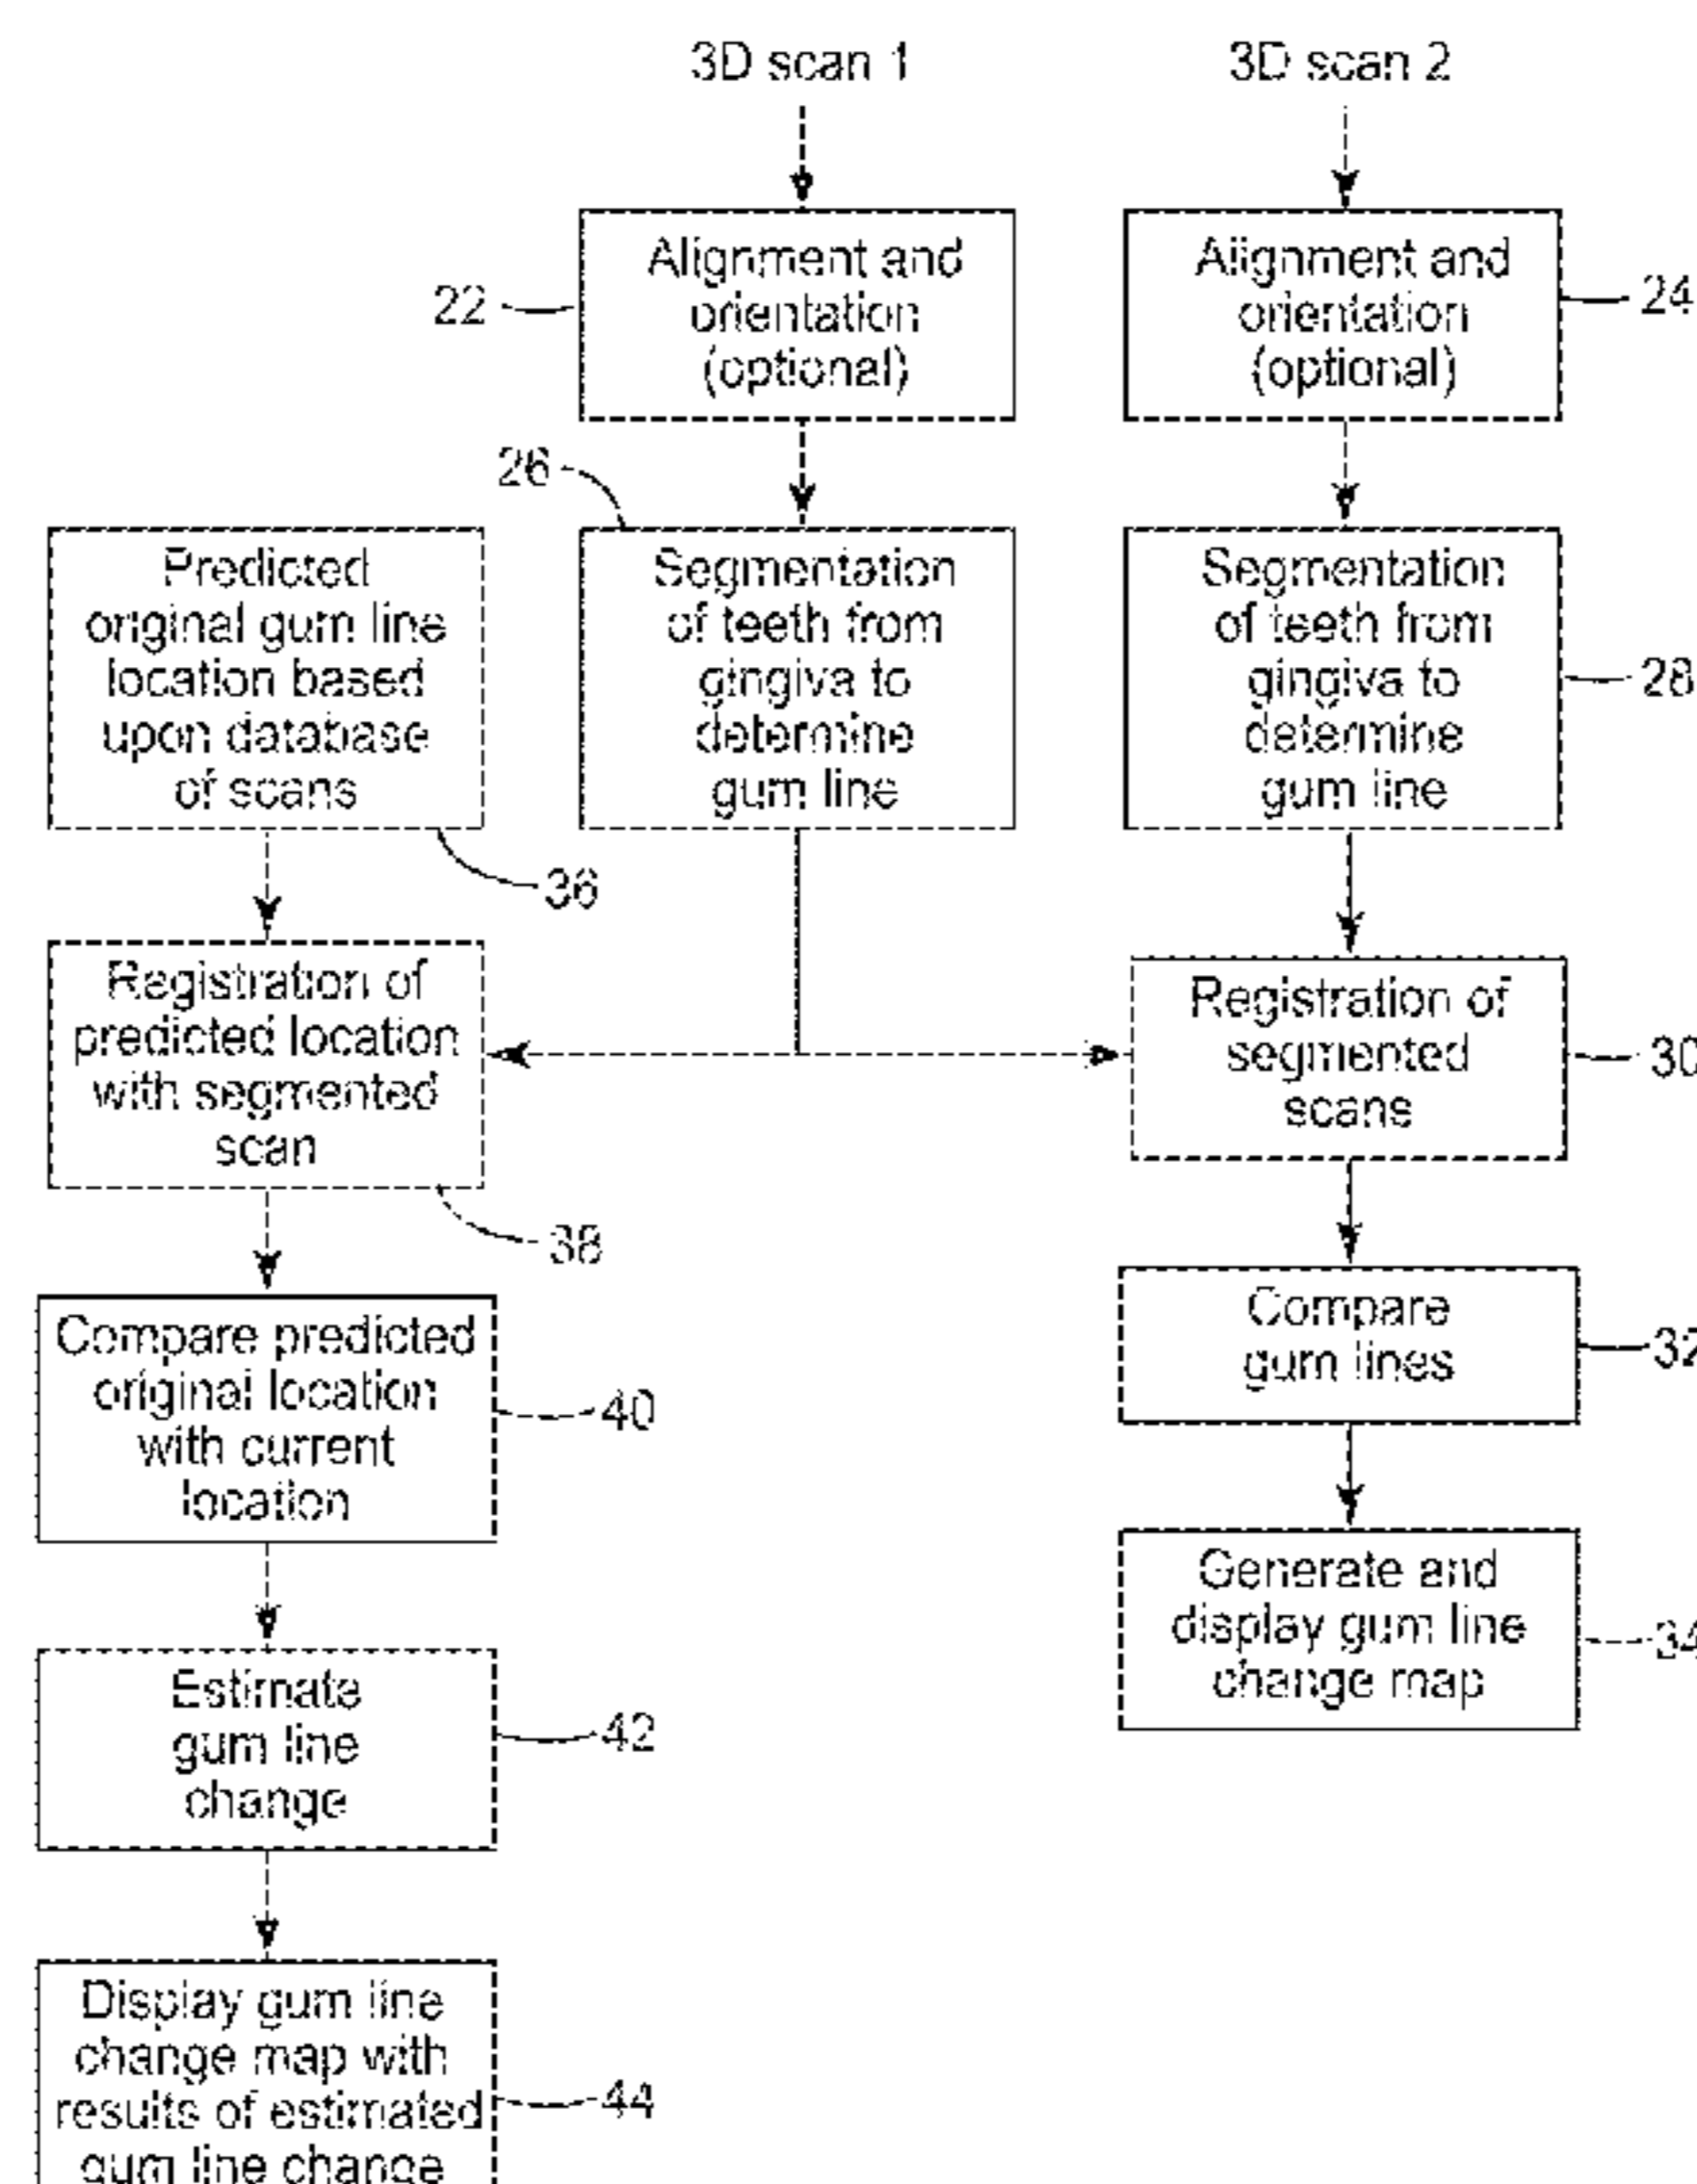 3D scan 1
3D scan 2
Alignment and
orientation
(optional)
22
Alignment and
orientation
(optional)
24
26
Predicted
original gum line
location based
upon database
of scans
36
Segmentation
of teeth from
gingiva to
determine
gum line
Segmentation
of teeth from
gingiva to
determine
gum line
28
Registration of
predicted location
with segmented
scan
38
Registration of
segmented
scans
30
Compare predicted
original location
with current
location
40
Compare
gum lines
32
Generate and
display gum line
change map
34
Estimate
gum line
change
42
Display gum line
change map with
results of estimated
gum line change
44